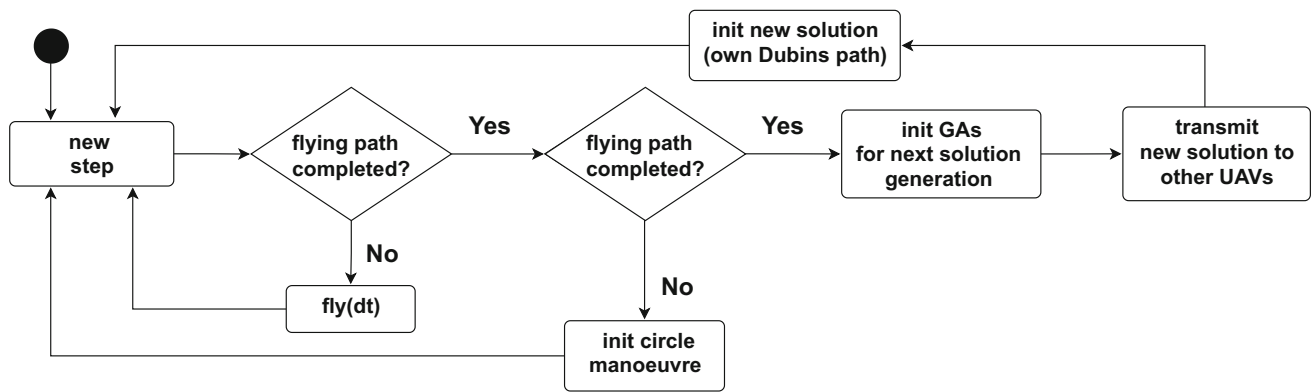 init new solution
(own Dubins path)
new
step
flying path
completed?
Yes
flying path
completed?
Yes
init GAs
for next solution
generation
transmit
new solution to
other UAVs
No
fly(dt)
No
init circle
manoeuvre